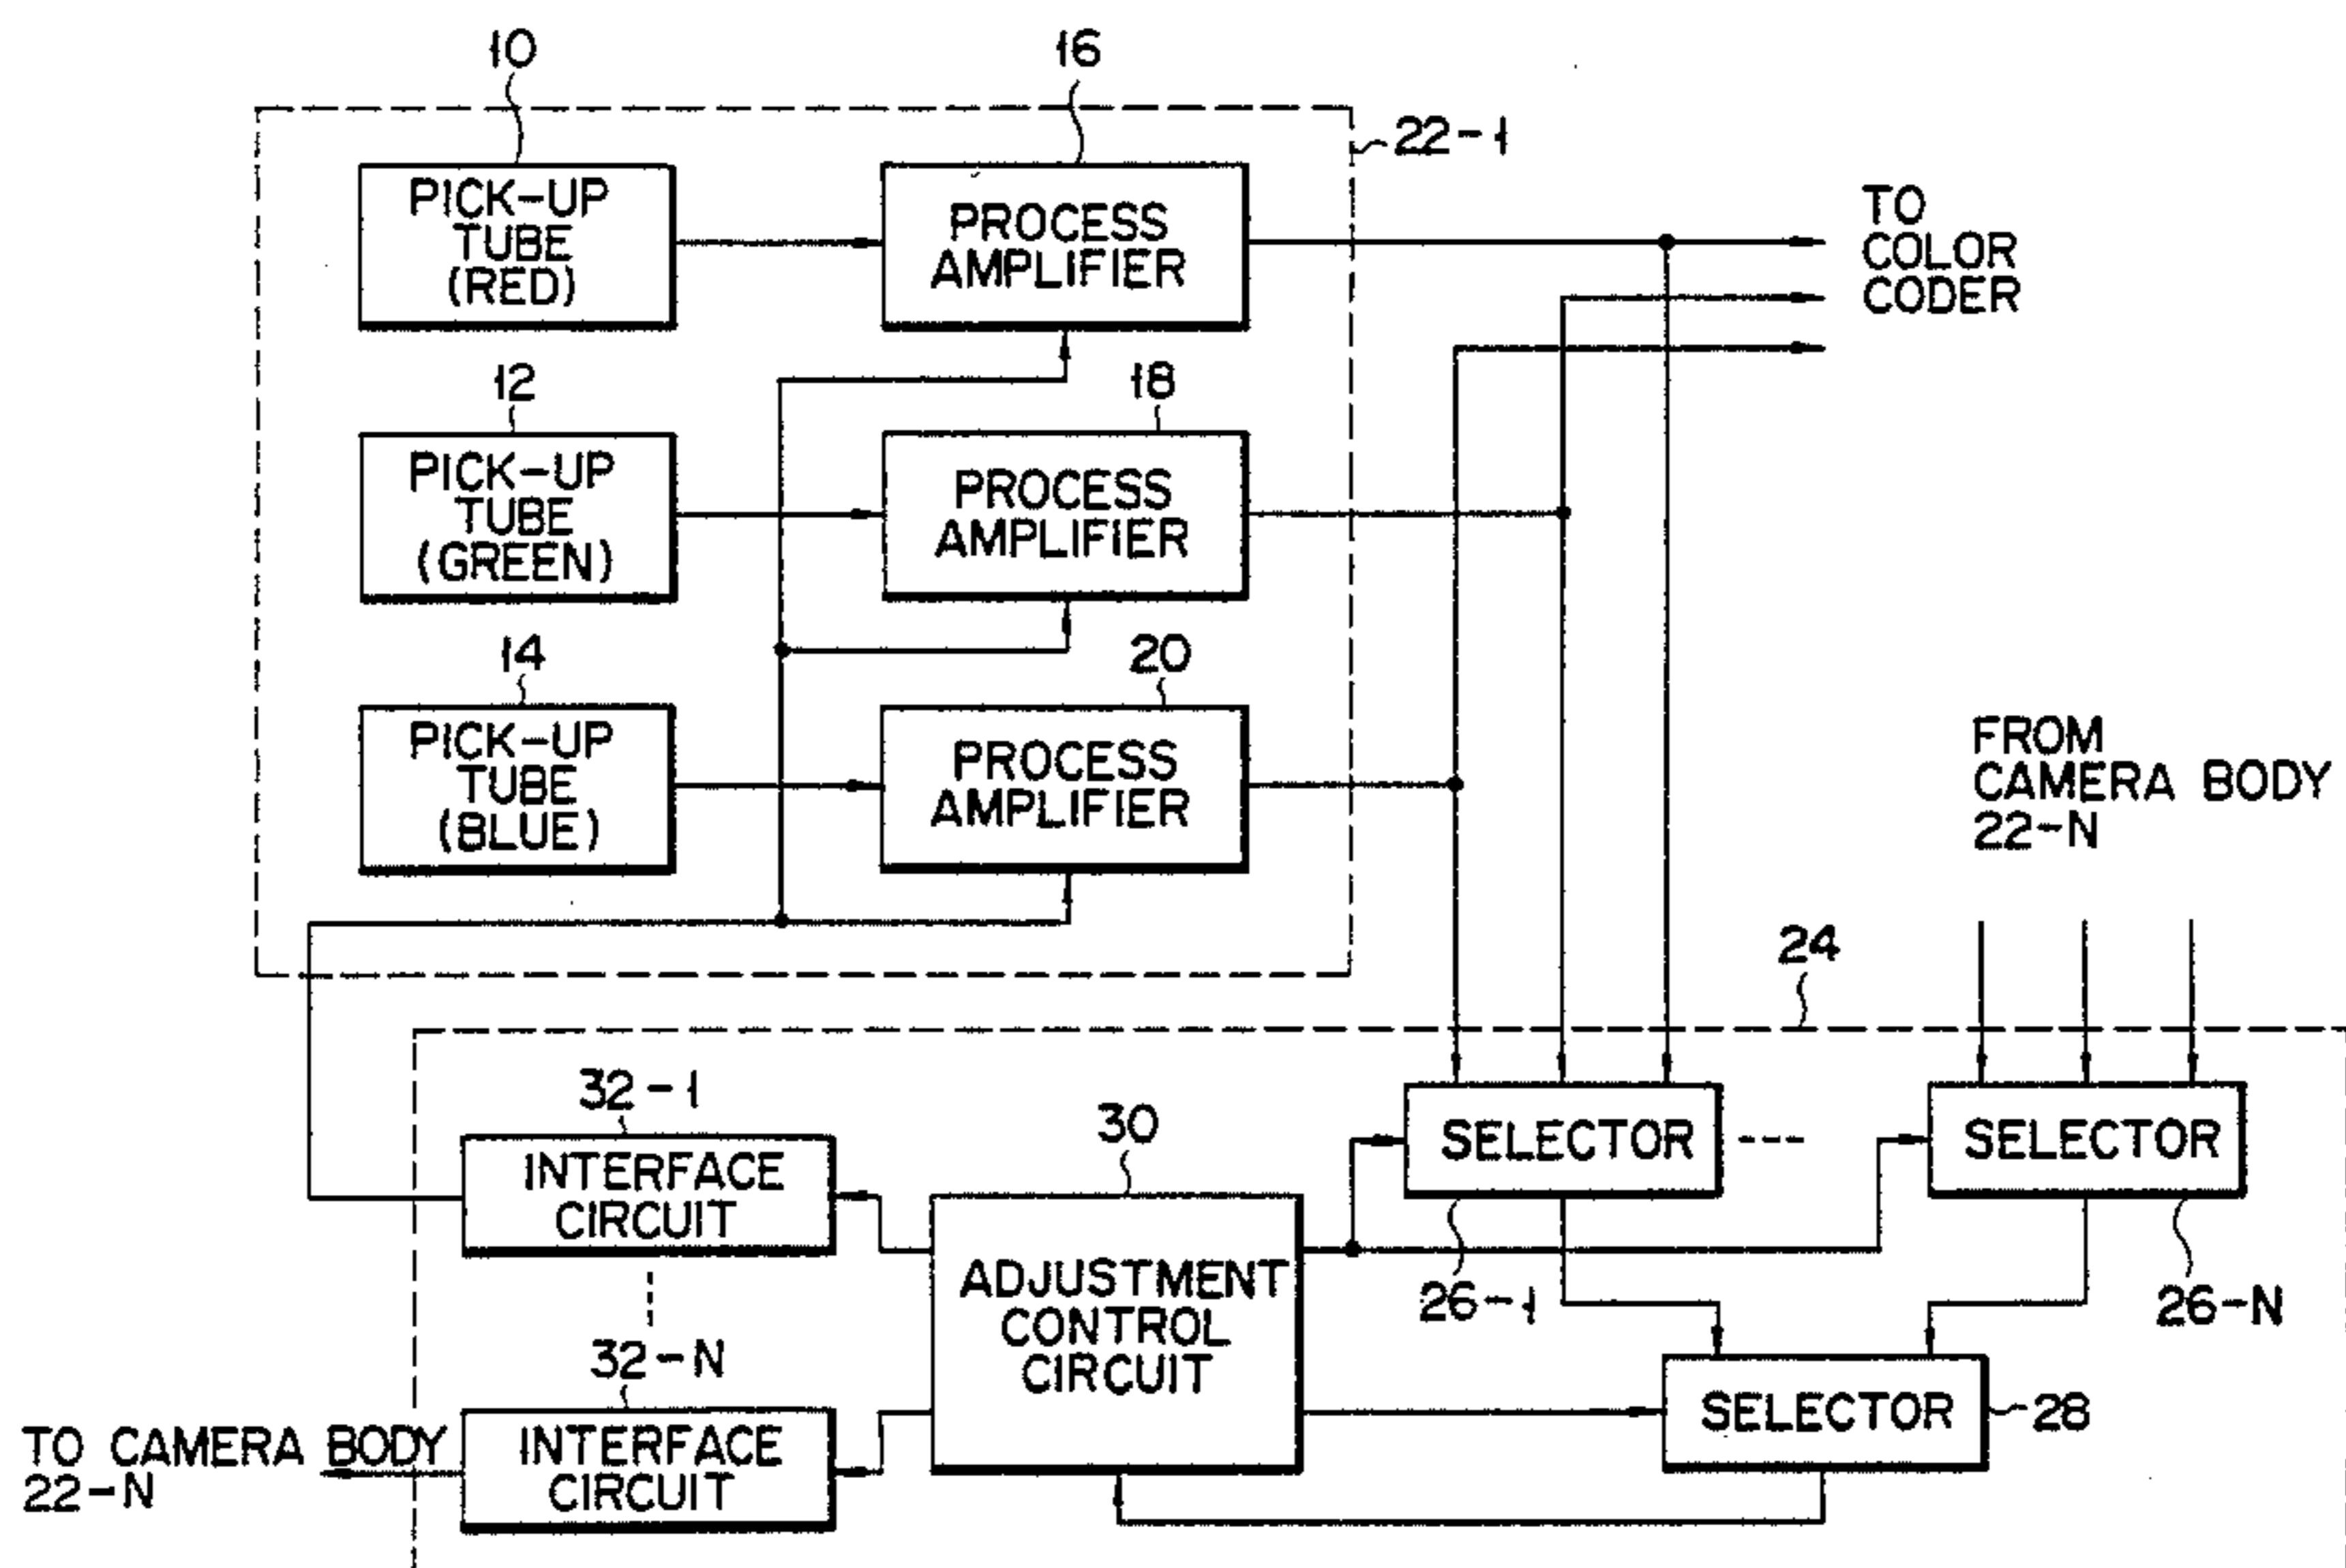 10
16
22-1
PICK-UP
TUBE
(RED)
PROCESS
AMPLIFIER
TO
COLOR
CODER
12
18
PICK-UP
TUBE
(GREEN)
PROCESS
AMPLIFIER
14
20
PICK-UP
TUBE
(BLUE)
PROCESS
AMPLIFIER
FROM
CAMERA BODY
22-N
24
32-1
30
INTERFACE
CIRCUIT
SELECTOR
SELECTOR
26-1
26-N
ADJUSTMENT
CONTROL
CIRCUIT
32-N
SELECTOR
28
TO CAMERA BODY
22-N
INTERFACE
CIRCUIT